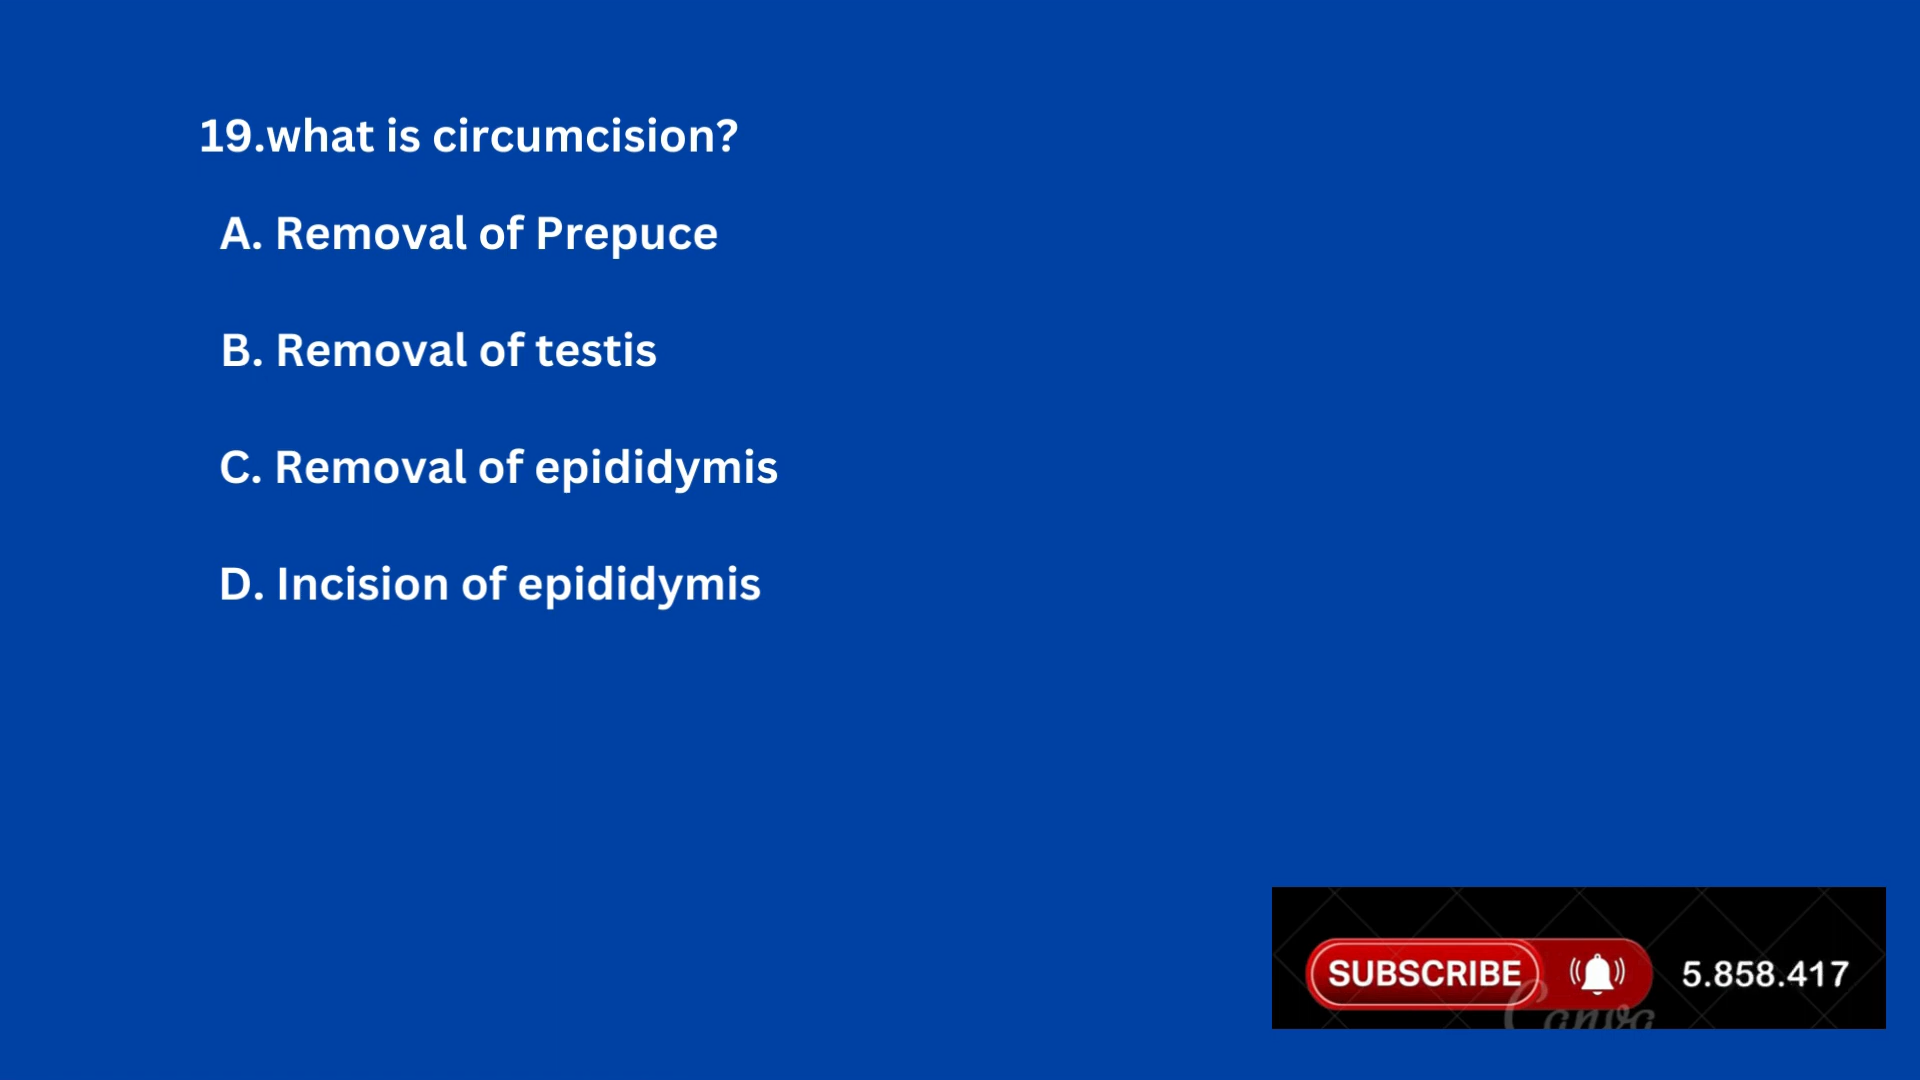 19.what is circumcision?
A. Removal of Prepuce
B. Removal of testis
C. Removal of epididymis
D. Incision of epididymis
SUBSCRIBE 5.858.417
Canva